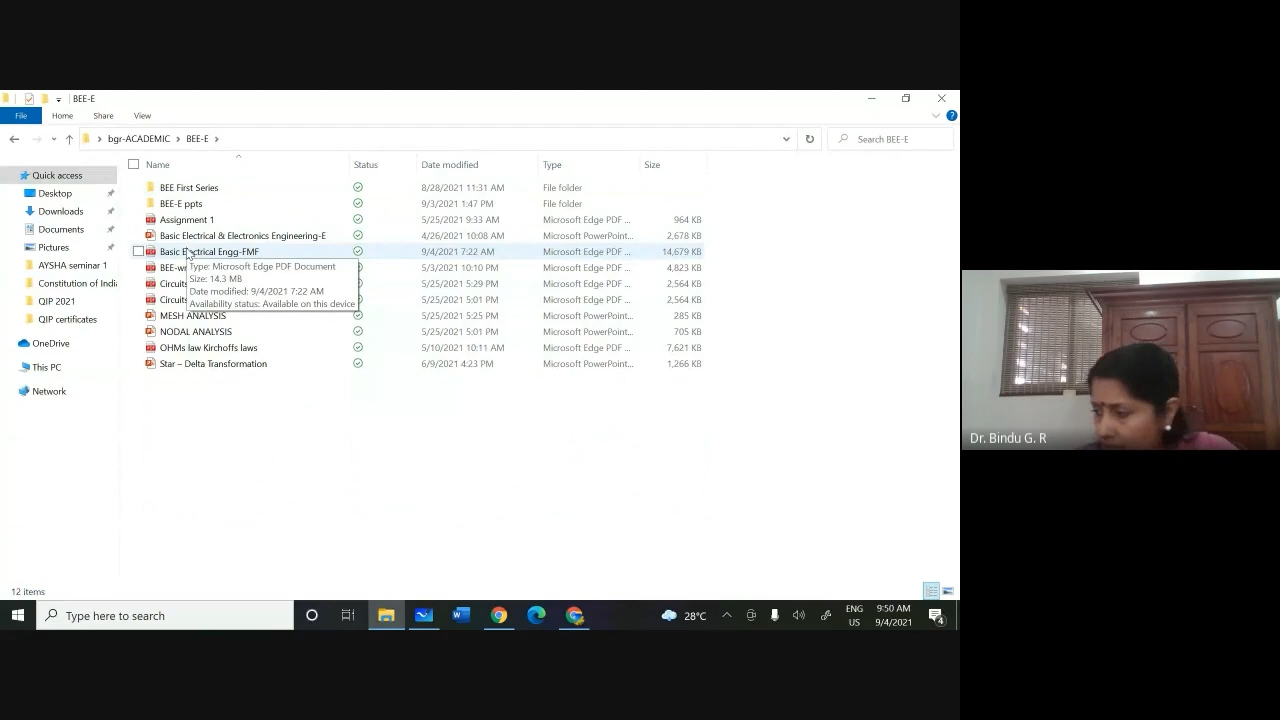 BEE-E
File Home Share View
bgr-ACADEMIC > BEE-E >
Search BEE-E
Name Status Date modified Type Size
Quick access
Desktop
Downloads
Documents
Pictures
AYSHA seminar 1
Constitution of Indi
QIP 2021
QIP certificates
OneDrive
This PC
Network
BEE First Series 8/28/2021 11:31 AM File folder
BEE-E ppts 9/3/2021 1:47 PM File folder
Assignment 1 5/25/2021 9:33 AM Microsoft Edge PDF ... 964 KB
Basic Electrical & Electronics Engineering-E 4/26/2021 10:08 AM Microsoft PowerPoint... 2,678 KB
Basic Electrical Engg-FMF 9/4/2021 7:22 AM Microsoft Edge PDF ... 14,679 KB
5/3/2021 10:10 PM Microsoft Edge PDF ... 4,823 KB
Circuit 5/25/2021 5:29 PM Microsoft Edge PDF ... 2,564 KB
Circuit 5/25/2021 5:01 PM Microsoft Edge PDF ... 2,564 KB
MESH ANALYSIS 5/25/2021 5:25 PM Microsoft PowerPoint... 285 KB
NODAL ANALYSIS 5/25/2021 5:01 PM Microsoft PowerPoint... 705 KB
OHMs law Kirchoffs laws 5/10/2021 10:11 AM Microsoft Edge PDF ... 7,621 KB
Star – Delta Transformation 6/9/2021 4:23 PM Microsoft PowerPoint... 1,266 KB
Type: Microsoft Edge PDF Document
Size: 14.3 MB
Date modified: 9/4/2021 7:22 AM
Availability status: Available on this device
12 items
Type here to search
28°C
ENG
US
9:50 AM
9/4/2021
4
Dr. Bindu G. R